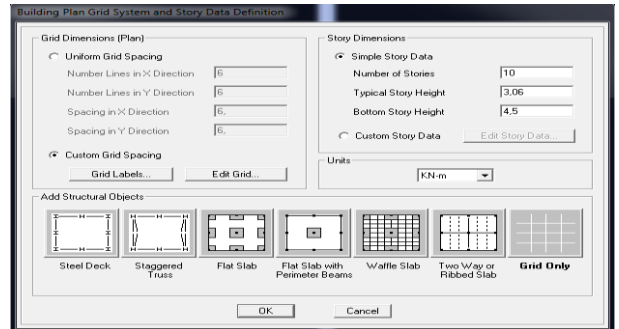 Building Plan Grid System and Story Data Definition
Grid Dimensions (Plan)
Uniform Grid Spacing
Number Lines in X Direction 6
Number Lines in Y Direction 6
Spacing in X Direction 6,
Spacing in Y Direction 6,
Custom Grid Spacing
Grid Labels... Edit Grid...
Story Dimensions
Simple Story Data
Number of Stories 10
Typical Story Height 3,06
Bottom Story Height 4,5
Custom Story Data Edit Story Data...
Units
KN-m
Add Structural Objects
Steel Deck
Staggered
Truss
Flat Slab
Flat Slab with
Perimeter Beams
Waffle Slab
Two Way or
Ribbed Slab
Grid Only
OK Cancel